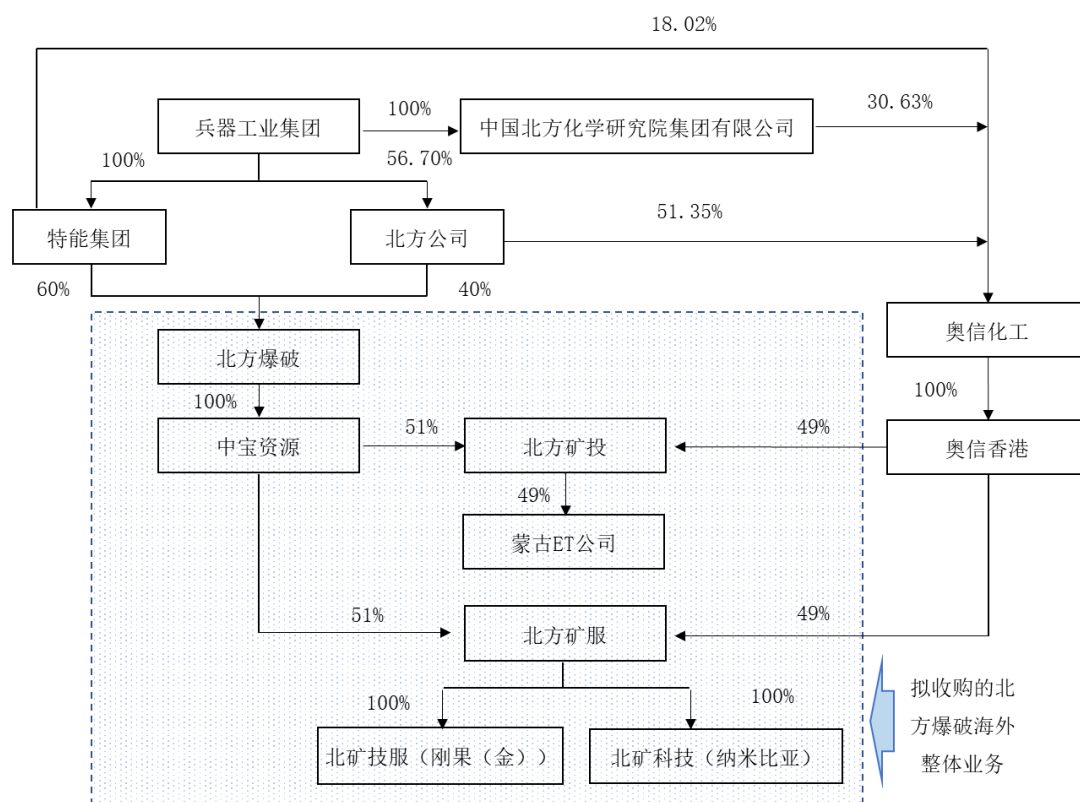 18.02%
兵器工业集团
100%
中国北方化学研究院集团有限公司
30.63%
100%
56.70%
特能集团
北方公司
51.35%
60%
40%
北方爆破
奥信化工
100%
100%
中宝资源
51%
北方矿投
49%
奥信香港
49%
蒙古ET公司
51%
北方矿服
49%
100%
100%
北矿技服（刚果（金））
北矿科技（纳米比亚）
拟收购的北
方爆破海外
整体业务